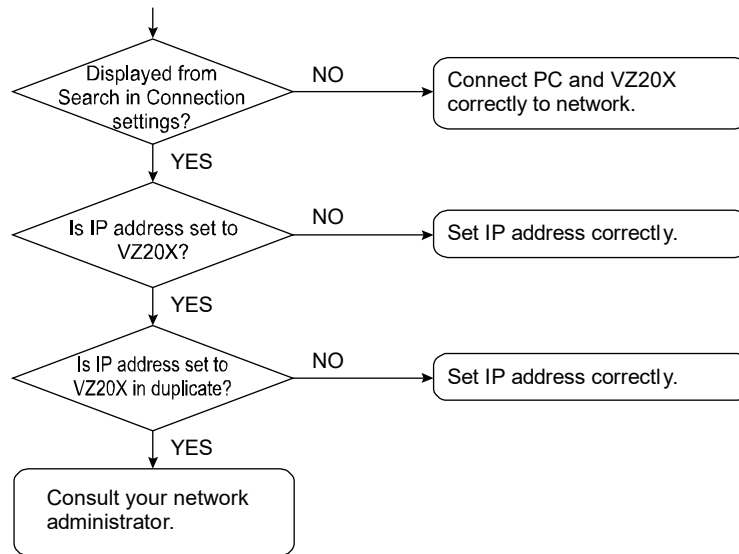 Displayed from
Search in Connection
settings?
NO
Connect PC and VZ20X
correctly to network.
YES
Is IP address set to
VZ20X?
NO
Set IP address correctly.
YES
Is IP address set to
VZ20X in duplicate?
NO
Set IP address correctly.
YES
Consult your network
administrator.